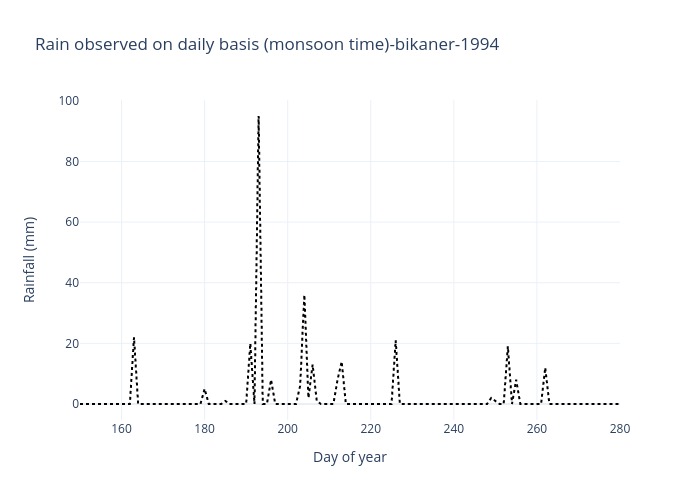 Rain observed on daily basis (monsoon time)-bikaner-1994
100
80
60
40
20
0
Rainfall (mm)
160 180 200 220 240 260 280
Day of year